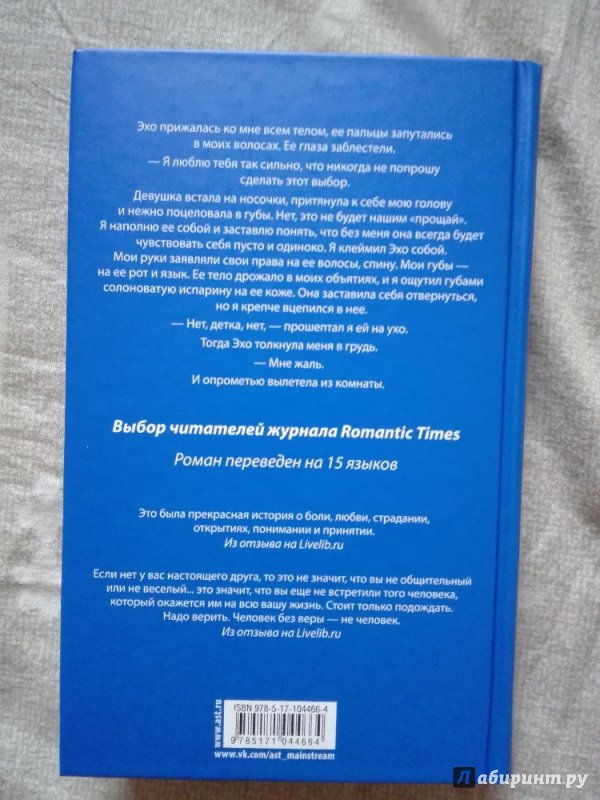 Эхо прижалась ко мне всем телом, ее пальцы запутались
в моих волосах. Ее глаза заблестели.
— Я люблю тебя так сильно, что никогда не попрошу
сделать этот выбор.
Девушка встала на носочки, притянула к себе мою голову
и нежно поцеловала в губы. Нет, это не будет нашим «прощай».
Я наполню ее собой и заставлю понять, что без меня она всегда будет
чувствовать себя пусто и одиноко. Я клеймил Эхо собой.
Мои руки заявляли свои права на ее волосы, спину. Мои губы —
на ее рот и язык. Ее тело дрожало в моих объятиях, и я ощутил губами
солоноватую испарину на ее коже. Она заставила себя отвернуться,
но я крепче вцепился в нее.
— Нет, детка, нет, — прошептал я ей на ухо.
Тогда Эхо толкнула меня в грудь.
— Мне жаль.
И опрометью вылетела из комнаты.
Выбор читателей журнала Romantic Times
Роман переведен на 15 языков
Это была прекрасная история о боли, любви, страдании,
открытиях, понимании и принятии.
Из отзыва на Livelib.ru
Если нет у вас настоящего друга, то это не значит, что вы не общительный
или не веселый... это значит, что вы еще не встретили того человека,
который окажется им на всю вашу жизнь. Стоит только подождать.
Надо верить. Человек без веры — не человек.
Из отзыва на Livelib.ru
www.ast.ru
ISBN 978-5-17-104466-4
9785171044664
www.vk.com/ast_mainstream
Лабиринт.ру